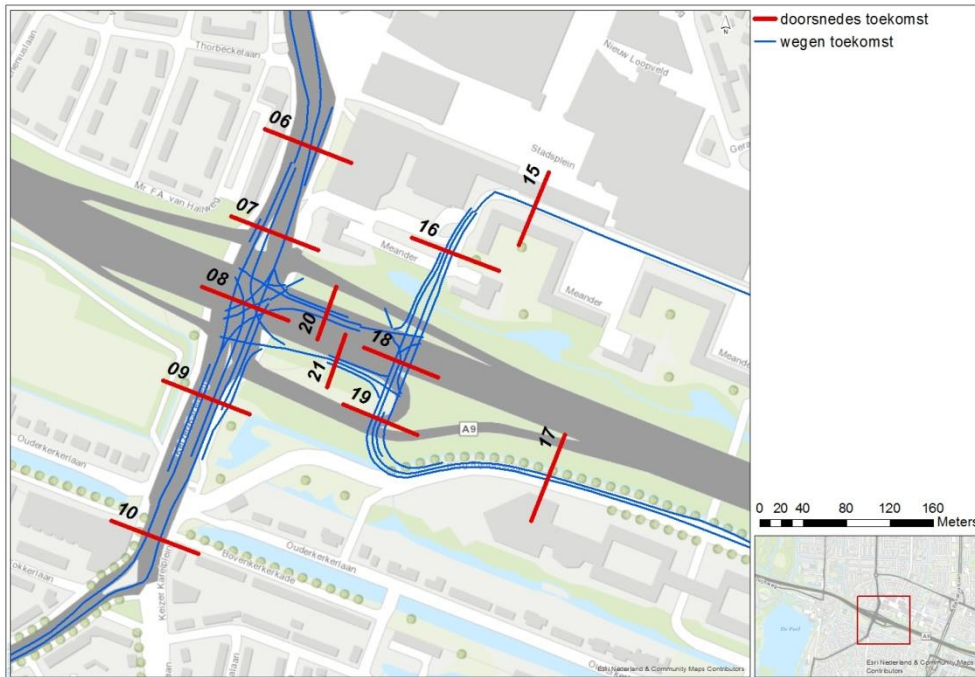 doorsnedes toekomst
wegen toekomst
N
Thorbeckelaan
Nieuw Loopveld
06
Stadsplein
15
Mr. F.A. van Hallweg
07
16
Meander
08
Meander
20
18
Meander
21
09
19
A9
17
Ouderkerkerlaan
10
Ouderkerkerlaan
Bovenkerkerkade
okkerlaan
Keizer Karelplein
0 20 40 80 120 160
Meters
Esri Nederland & Community Maps Contributors
De Poel
A9
Esri Nederland & Community Maps
Contributors